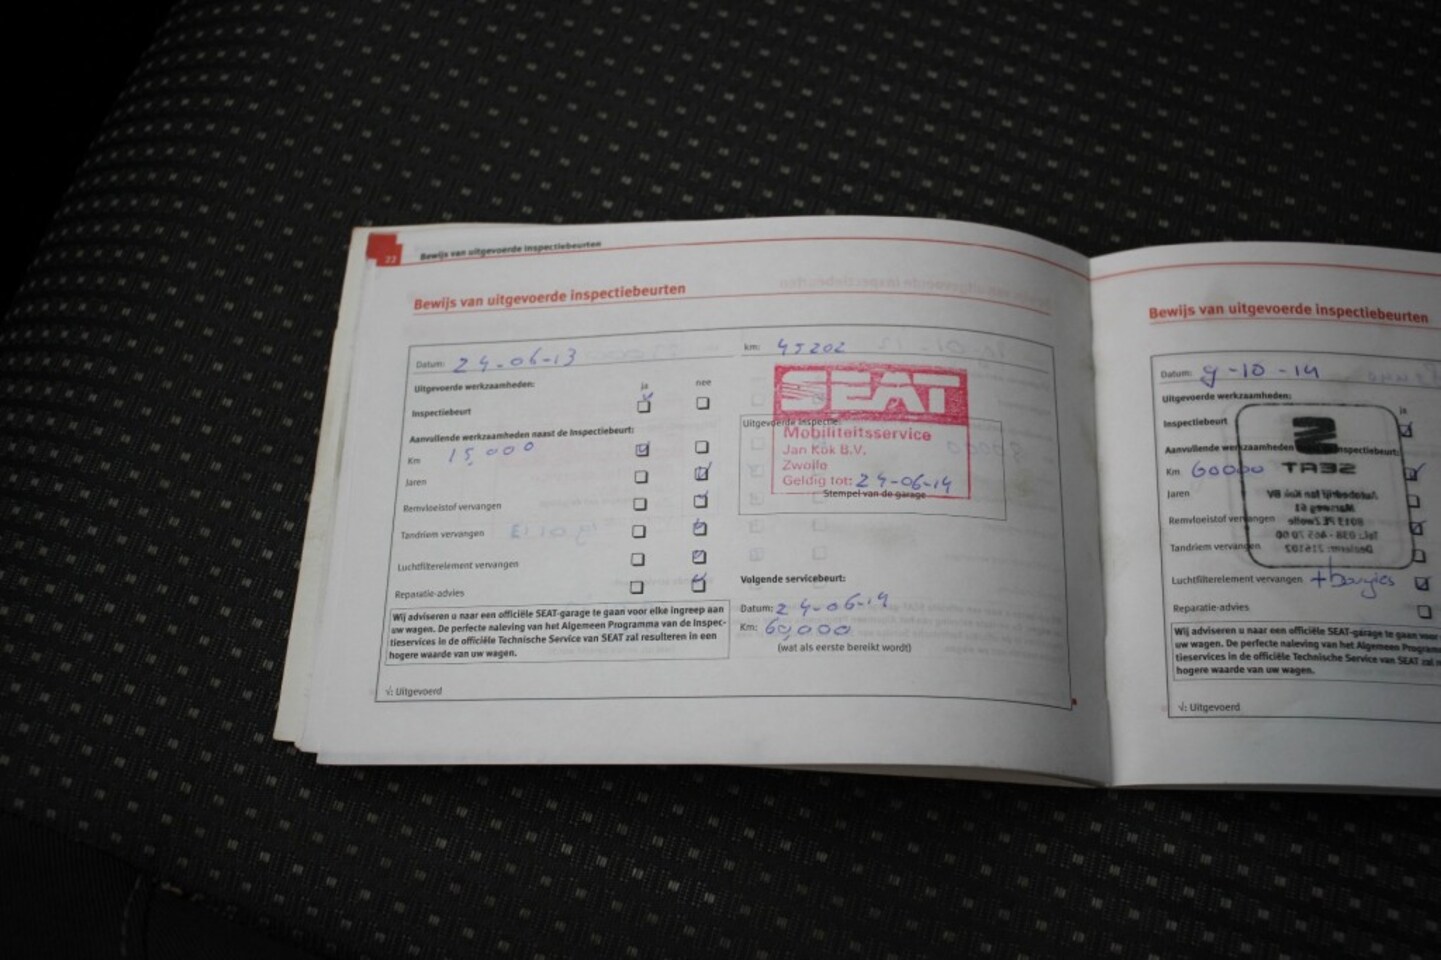 22 Bewijs van uitgevoerde inspectiebeurten
Bewijs van uitgevoerde inspectiebeurten
Datum: 24-06-13
km: 45202
Uitgevoerde werkzaamheden: ja nee
Inspectiebeurt
Aanvullende werkzaamheden naast de Inspectiebeurt:
Km 15,000
Jaren
Remvloeistof vervangen
Tandriem vervangen
Luchtfilterelement vervangen
Reparatie-advies
Wij adviseren u naar een officiële SEAT-garage te gaan voor elke ingreep aan
uw wagen. De perfecte naleving van het Algemeen Programma van de Inspec-
tieservices in de officiële Technische Service van SEAT zal resulteren in een
hogere waarde van uw wagen.
√: Uitgevoerd
SEAT
Uitgevoerde inspectie:
Mobiliteitsservice
Jan Kok B.V.
Zwolle
Geldig tot: 24-06-14
Stempel van de garage
Volgende servicebeurt:
Datum: 24-06-14
Km: 60,000
(wat als eerste bereikt wordt)
Bewijs van uitgevoerde inspectiebeurten
Datum: 9-10-14
Uitgevoerde werkzaamheden:
ja
Inspectiebeurt
Aanvullende werkzaamheden Inspectiebeurt:
Km 60000
Jaren
Remvloeistof vervangen
Tandriem vervangen
Luchtfilterelement vervangen + bougies
Reparatie-advies
Wij adviseren u naar een officiële SEAT-garage te gaan voor
uw wagen. De perfecte naleving van het Algemeen
tieservices in de officiële Technische Service van SEAT zal
hogere waarde van uw wagen.
√: Uitgevoerd
SEAT